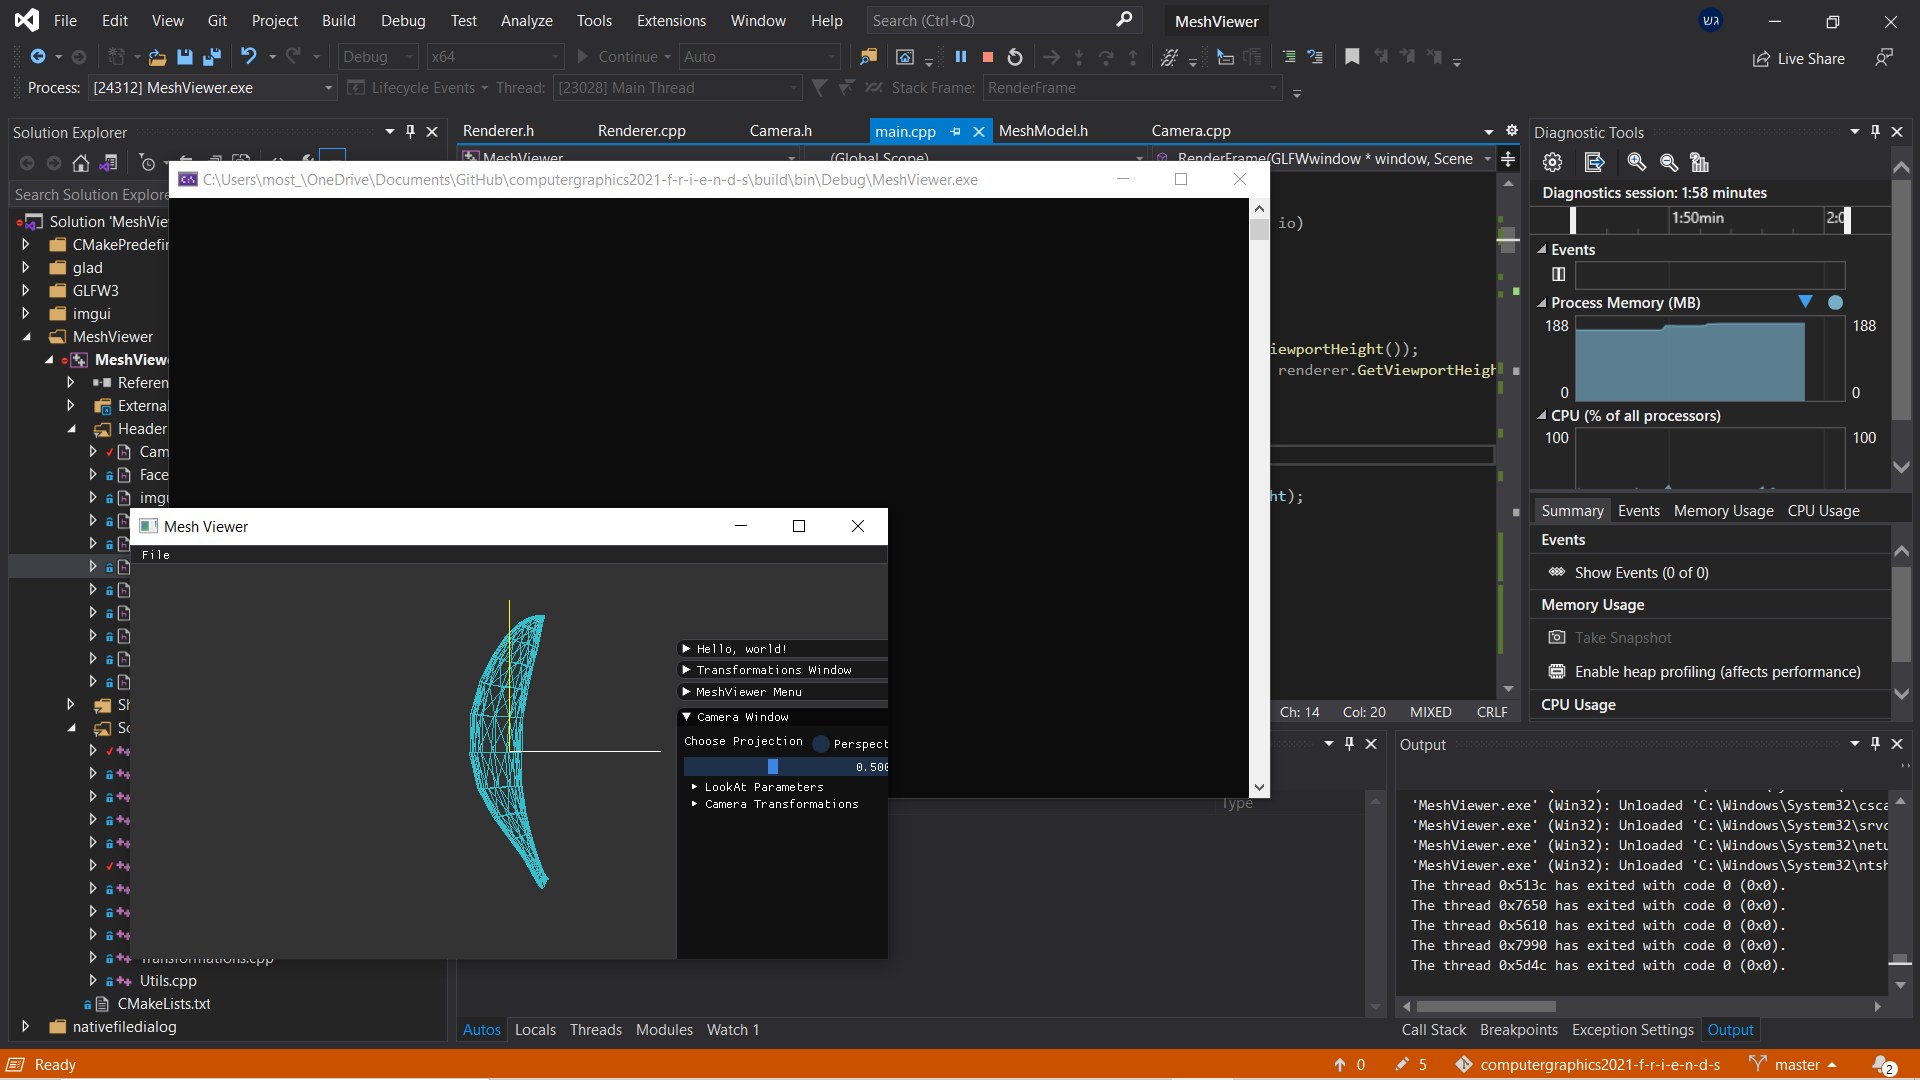 File Edit View Git Project Build Debug Test Analyze Tools Extensions Window Help Search (Ctrl+Q) MeshViewer גש
Debug x64 Continue Auto Live Share
Process: [24312] MeshViewer.exe Lifecycle Events Thread: [23028] Main Thread Stack Frame: RenderFrame
Solution Explorer
Search Solution Explore
Solution 'MeshVie
CMakePredefin
glad
GLFW3
imgui
MeshViewer
MeshViewe
Referen
External
Header
Cam
Face
imgu
Sh
So
Transformations.cpp
Utils.cpp
CMakeLists.txt
nativefiledialog
Renderer.h Renderer.cpp Camera.h main.cpp MeshModel.h Camera.cpp
MeshViewer (Global Scope) RenderFrame(GLFWwindow * window, Scene
C:\Users\most_\OneDrive\Documents\GitHub\computergraphics2021-f-r-i-e-n-d-s\build\bin\Debug\MeshViewer.exe
io)
iewportHeight());
renderer.GetViewportHeigh
ht);
Ch: 14 Col: 20 MIXED CRLF
Mesh Viewer
File
Hello, world!
Transformations Window
MeshViewer Menu
Camera Window
Choose Projection Perspect
0.500
LookAt Parameters
Camera Transformations
Type
Autos Locals Threads Modules Watch 1
Diagnostic Tools
Diagnostics session: 1:58 minutes
1:50min 2:0
Events
Process Memory (MB)
188 188
0 0
CPU (% of all processors)
100 100
Summary Events Memory Usage CPU Usage
Events
Show Events (0 of 0)
Memory Usage
Take Snapshot
Enable heap profiling (affects performance)
CPU Usage
Output
'MeshViewer.exe' (Win32): Unloaded 'C:\Windows\System32\csca
'MeshViewer.exe' (Win32): Unloaded 'C:\Windows\System32\srvc
'MeshViewer.exe' (Win32): Unloaded 'C:\Windows\System32\netu
'MeshViewer.exe' (Win32): Unloaded 'C:\Windows\System32\ntsh
The thread 0x513c has exited with code 0 (0x0).
The thread 0x7650 has exited with code 0 (0x0).
The thread 0x5610 has exited with code 0 (0x0).
The thread 0x7990 has exited with code 0 (0x0).
The thread 0x5d4c has exited with code 0 (0x0).
Call Stack Breakpoints Exception Settings Output
Ready 0 5 computergraphics2021-f-r-i-e-n-d-s master 2